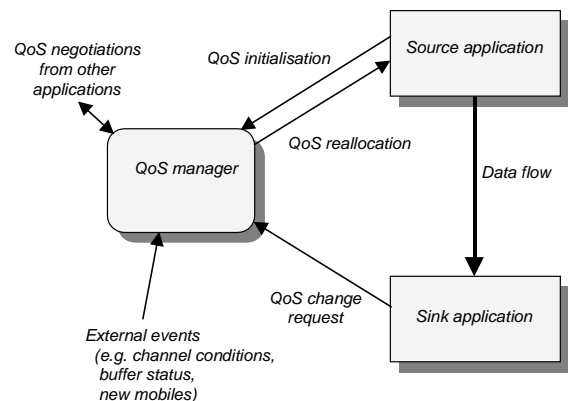 QoS negotiations
from other
applications
QoS initialisation
Source application
QoS reallocation
QoS manager
Data flow
QoS change
request
Sink application
External events
(e.g. channel conditions,
buffer status,
new mobiles)